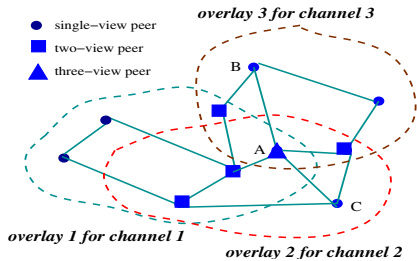 overlay 3 for channel 3
single−view peer
two−view peer
three−view peer
B
A
C
overlay 1 for channel 1
overlay 2 for channel 2